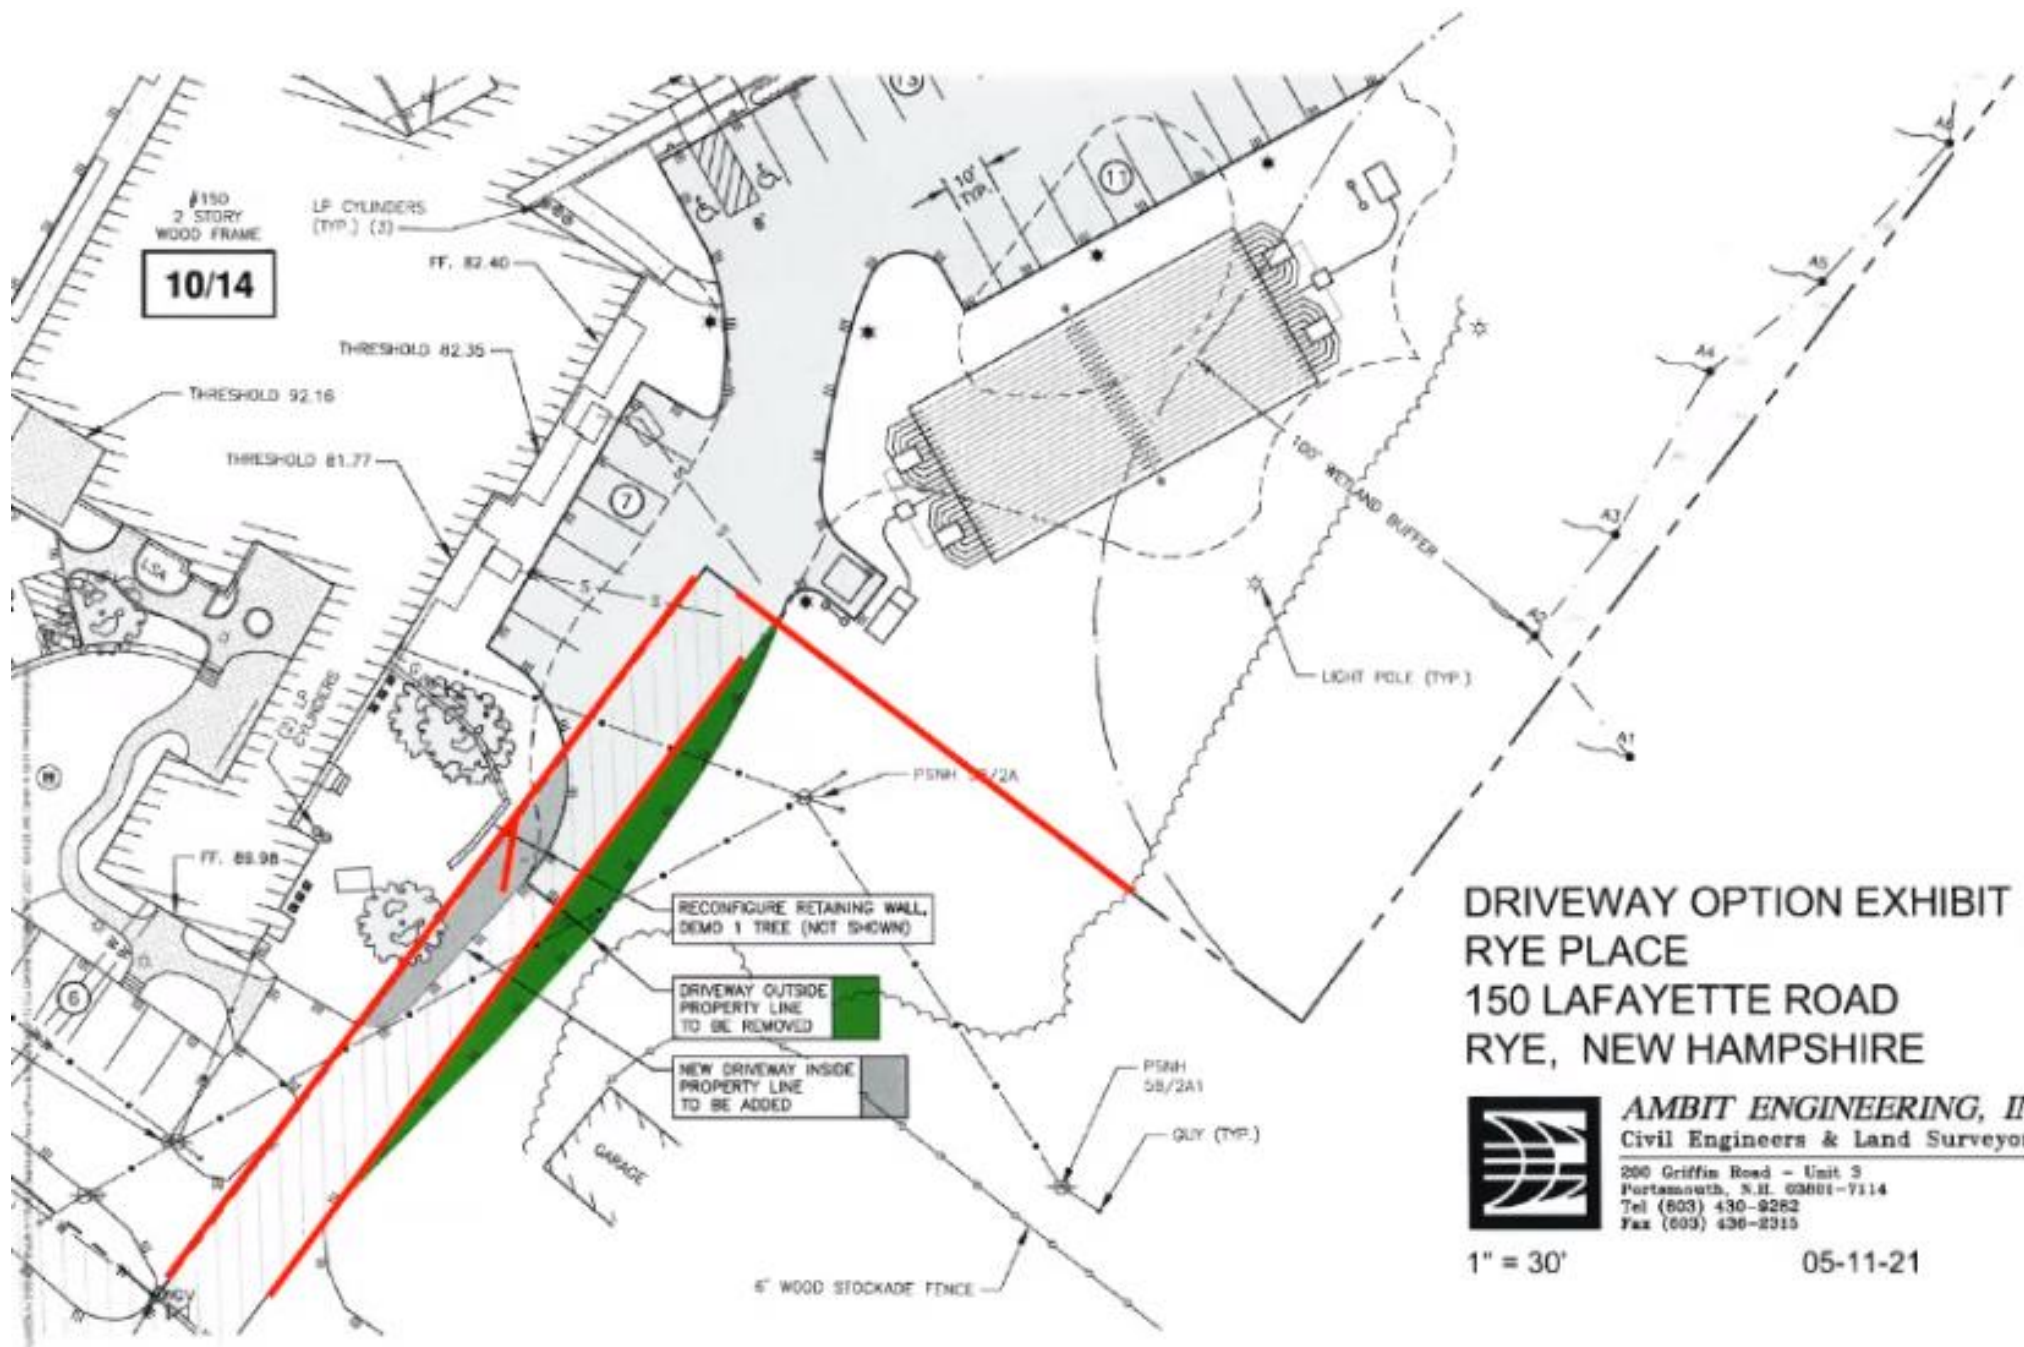 13
11
10'
TYP.
6'
#150
2 STORY
WOOD FRAME
10/14
LP CYLINDERS
(TYP.) (3)
FF. 82.40
THRESHOLD 82.35
THRESHOLD 92.16
THRESHOLD 81.77
7
S
S
S
LSA
G
(2) LP
CYLINDERS
H
FF. 89.98
6
100' WETLAND BUFFER
A6
A5
A4
A3
A2
A1
LIGHT POLE (TYP.)
PSNH 5B/2A
RECONFIGURE RETAINING WALL,
DEMO 1 TREE (NOT SHOWN)
DRIVEWAY OUTSIDE
PROPERTY LINE
TO BE REMOVED
NEW DRIVEWAY INSIDE
PROPERTY LINE
TO BE ADDED
GARAGE
PSNH
5B/2A1
GUY (TYP.)
6' WOOD STOCKADE FENCE
DRIVEWAY OPTION EXHIBIT
RYE PLACE
150 LAFAYETTE ROAD
RYE, NEW HAMPSHIRE
AMBIT ENGINEERING, IN
Civil Engineers & Land Surveyor
200 Griffin Road - Unit 3
Portsmouth, N.H. 03801-7114
Tel (603) 430-9282
Fax (603) 436-2315
1" = 30'
05-11-21